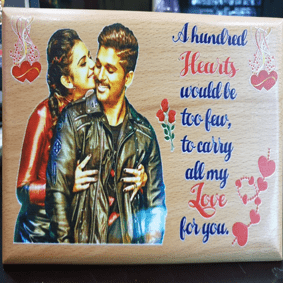 A hundred
Hearts
would be
too few,
to carry
all my
Love
for you.